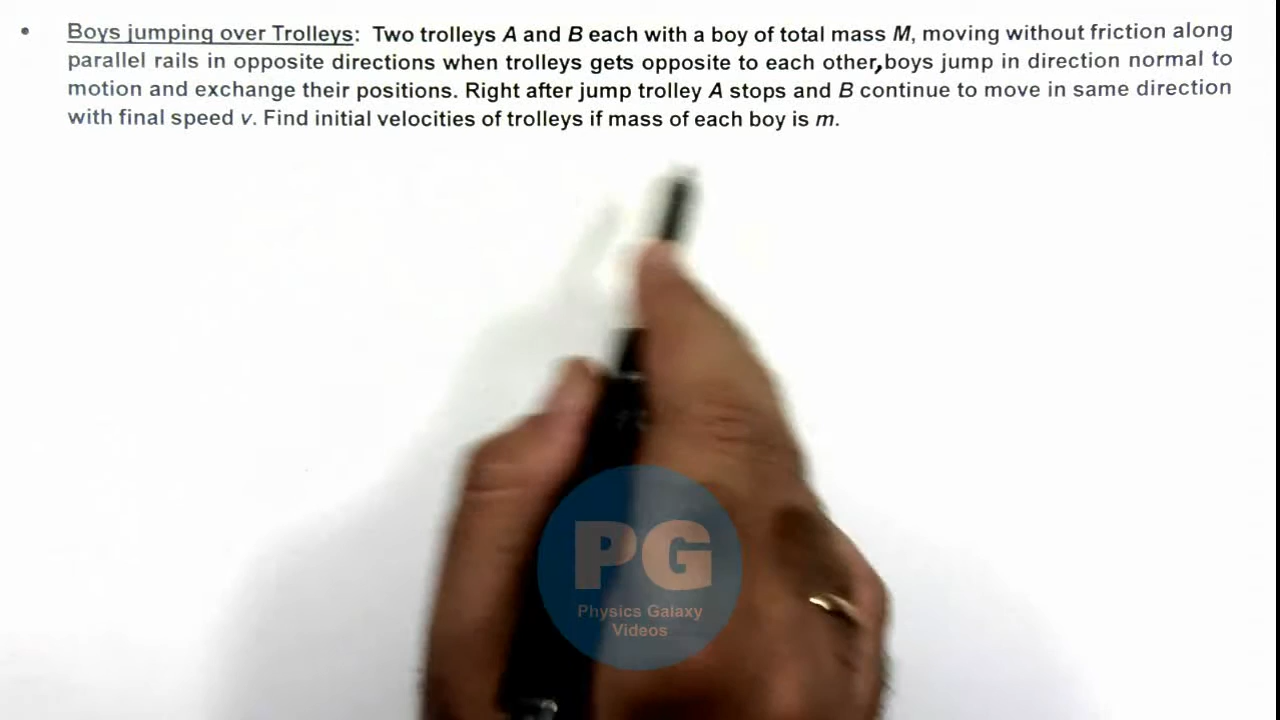 • Boys jumping over Trolleys: Two trolleys A and B each with a boy of total mass M, moving without friction along
parallel rails in opposite directions when trolleys gets opposite to each other, boys jump in direction normal to
motion and exchange their positions. Right after jump trolley A stops and B continue to move in same direction
with final speed v. Find initial velocities of trolleys if mass of each boy is m.
PG
Physics Galaxy
Videos